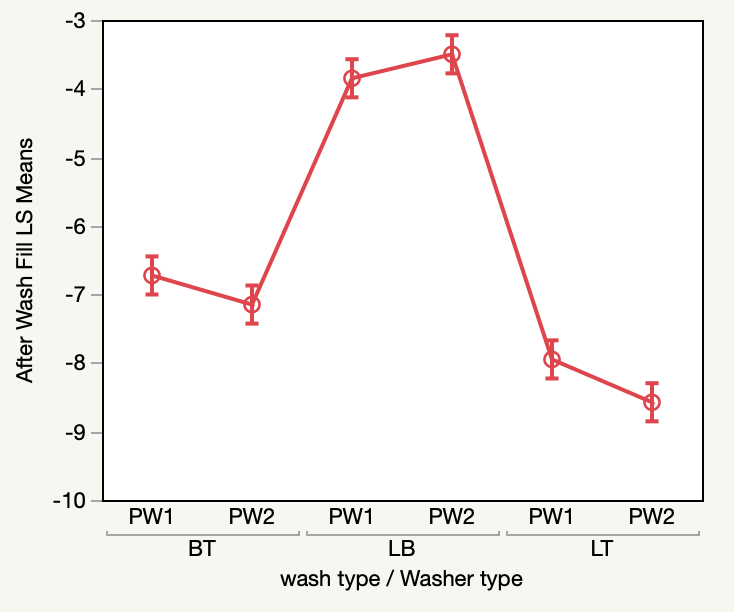 After Wash Fill LS Means
-3
-4
-5
-6
-7
-8
-9
-10
PW1 PW2 PW1 PW2 PW1 PW2
BT LB LT
wash type / Washer type